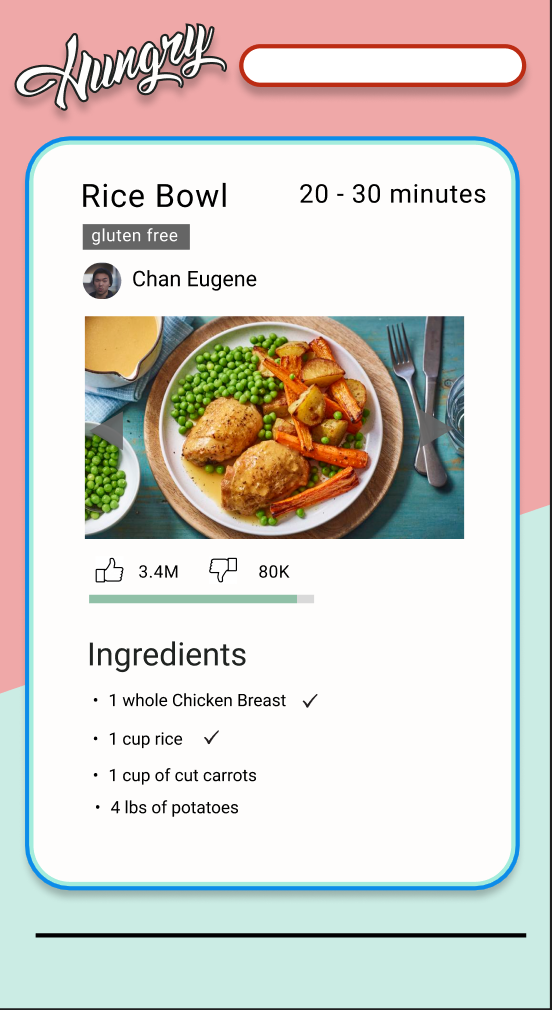 Hungry
Rice Bowl
20 - 30 minutes
gluten free
Chan Eugene
3.4M
80K
Ingredients
• 1 whole Chicken Breast ✓
• 1 cup rice ✓
• 1 cup of cut carrots
• 4 lbs of potatoes